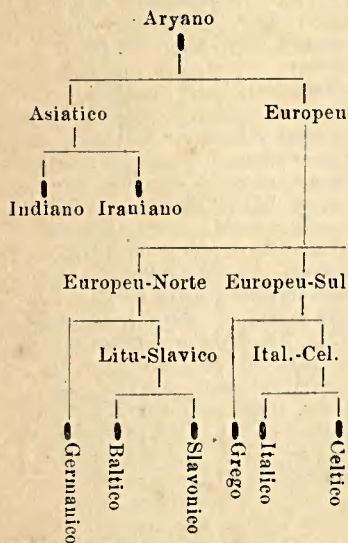 Aryano
Asiatico Europeu
Indiano Iraniano
Europeu-Norte Europeu-Sul
Litu-Slavico Ital.-Cel.
Germanico
Baltico
Slavonico
Grego
Italico
Celtico